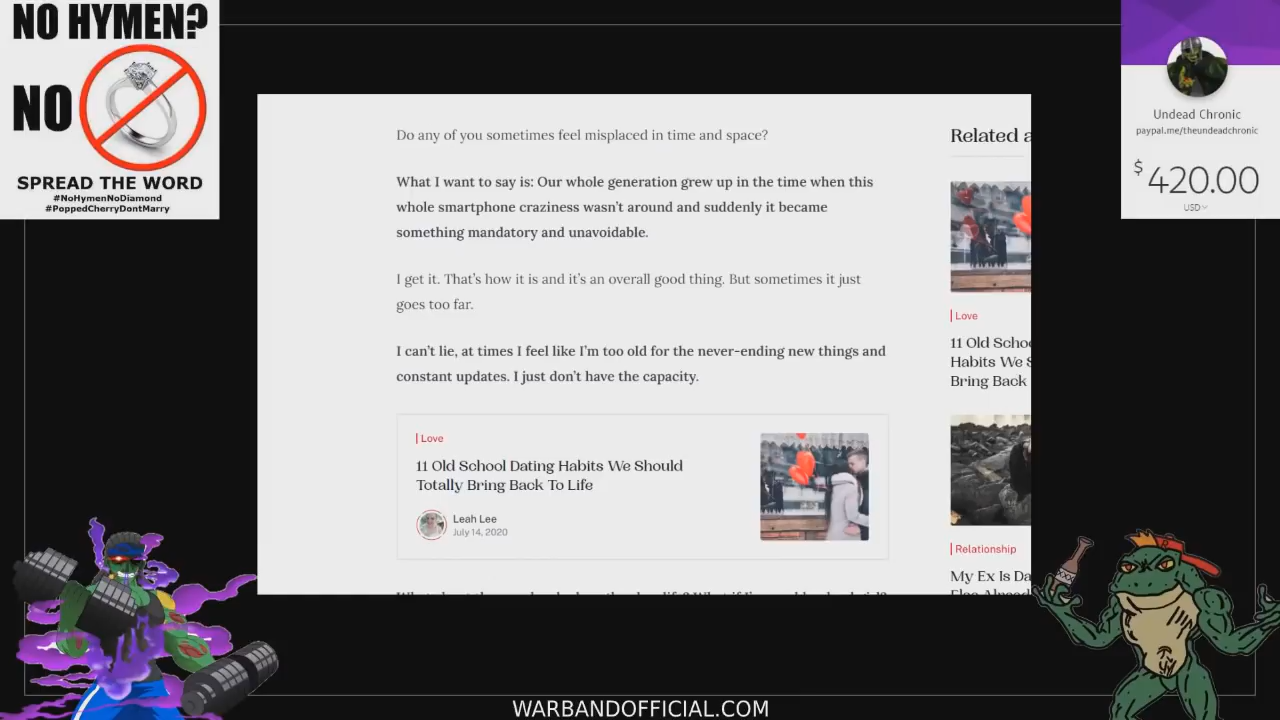 NO HYMEN?
NO
SPREAD THE WORD
#NoHymenNoDiamond
#PoppedCherryDontMarry
Do any of you sometimes feel misplaced in time and space?
What I want to say is: Our whole generation grew up in the time when this
whole smartphone craziness wasn't around and suddenly it became
something mandatory and unavoidable.
I get it. That's how it is and it's an overall good thing. But sometimes it just
goes too far.
I can't lie, at times I feel like I'm too old for the never-ending new things and
constant updates. I just don't have the capacity.
Love
11 Old School Dating Habits We Should
Totally Bring Back To Life
Leah Lee
July 14, 2020
Related a
Love
11 Old Schoo
Habits We S
Bring Back
Relationship
My Ex Is Da
Undead Chronic
paypal.me/theundeadchronic
$420.00
USD
WARBANDOFFICIAL.COM